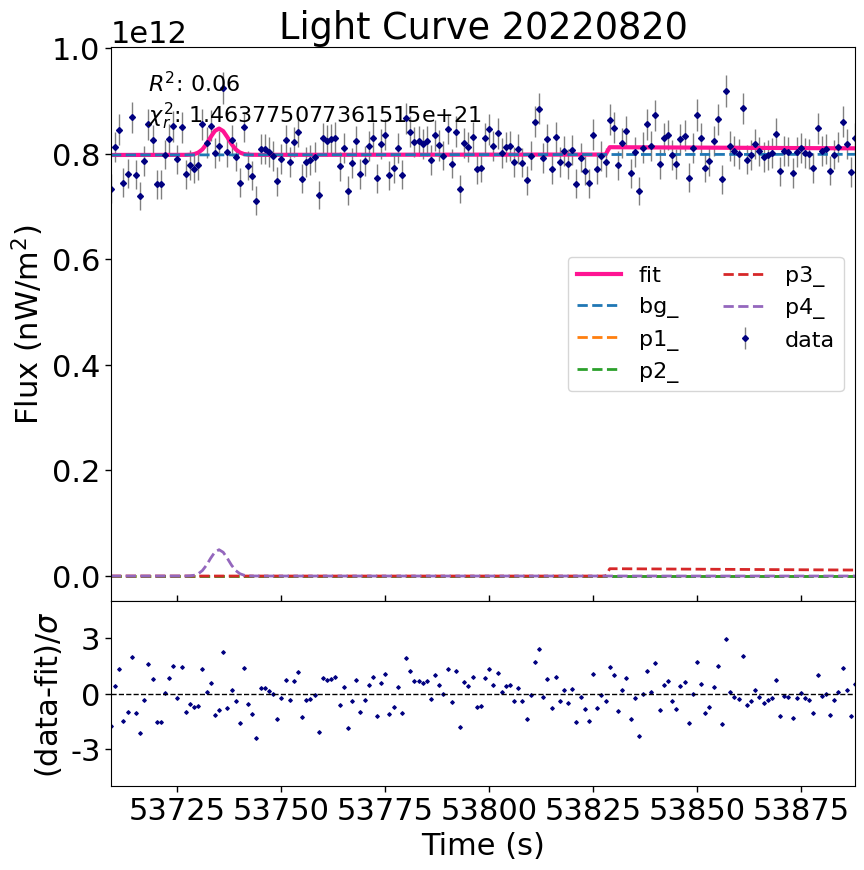 Light Curve 20220820
1e12
R²: 0.06
χ²ᵣ: 1.463775077361515e+21
1.0
0.8
0.6
0.4
0.2
0.0
Flux (nW/m²)
fit
bg_
p1_
p2_
p3_
p4_
data
3
0
-3
(data-fit)/σ
53725 53750 53775 53800 53825 53850 53875
Time (s)